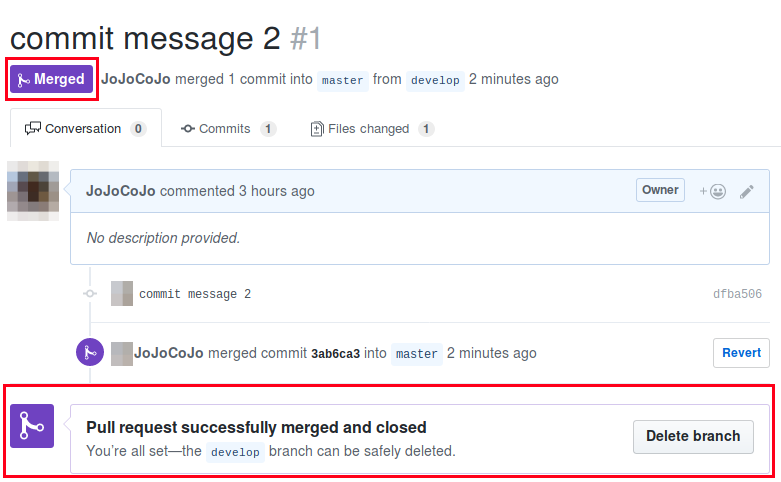 commit message 2 #1
Merged JoJoCoJo merged 1 commit into master from develop 2 minutes ago
Conversation 0 Commits 1 Files changed 1
JoJoCoJo commented 3 hours ago Owner +
No description provided.
commit message 2 dfba506
JoJoCoJo merged commit 3ab6ca3 into master 2 minutes ago Revert
Pull request successfully merged and closed
You’re all set—the develop branch can be safely deleted.
Delete branch